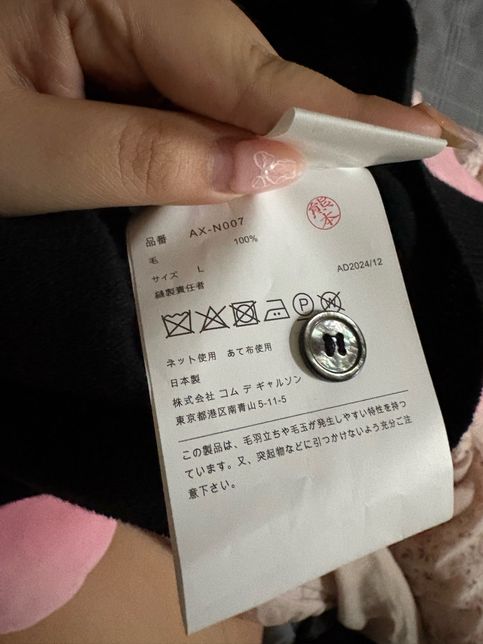 品番 AX-N007
毛 100%
サイズ L
縫製責任者 熊本
AD2024/12
P W
ネット使用 あて布使用
日本製
株式会社 コム デ ギャルソン
東京都港区南青山 5-11-5
この製品は、毛羽立ちや毛玉が発生しやすい特性を持っ
ています。又、突起物などに引っかけないよう充分ご注
意下さい。